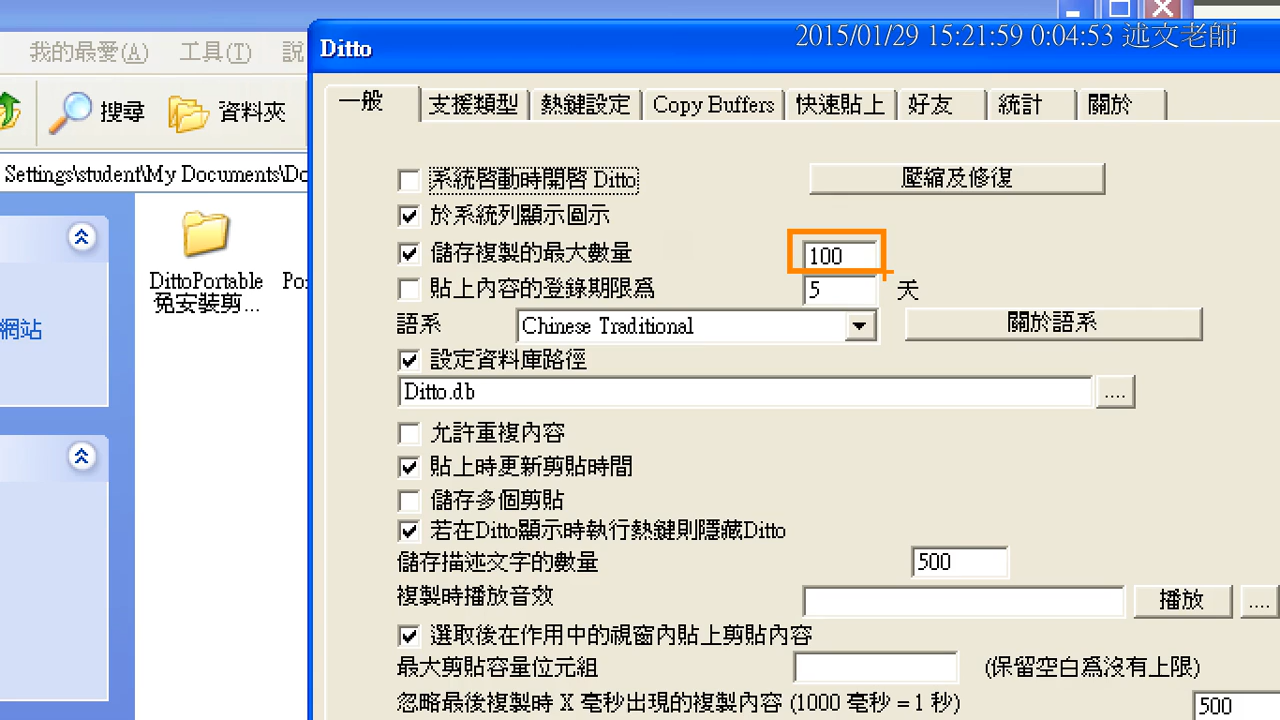 2015/01/29 15:21:59 0:04:53 述文老師
我的最愛(A) 工具(T) 說
Ditto
搜尋 資料夾
一般 支援類型 熱鍵設定 Copy Buffers 快速貼上 好友 統計 關於
Settings\student\My Documents\Do
系統啓動時開啓 Ditto 壓縮及修復
於系統列顯示圖示
儲存複製的最大數量 100
貼上內容的登錄期限爲 5 天
DittoPortable
免安裝剪...
Po
網站
語系 Chinese Traditional 關於語系
設定資料庫路徑
Ditto.db ....
允許重複內容
貼上時更新剪貼時間
儲存多個剪貼
若在Ditto顯示時執行熱鍵則隱藏Ditto
儲存描述文字的數量 500
複製時播放音效 播放 ....
選取後在作用中的視窗內貼上剪貼內容
最大剪貼容量位元組 (保留空白爲沒有上限)
忽略最後複製時 X 毫秒出現的複製內容 (1000 毫秒 = 1 秒) 500